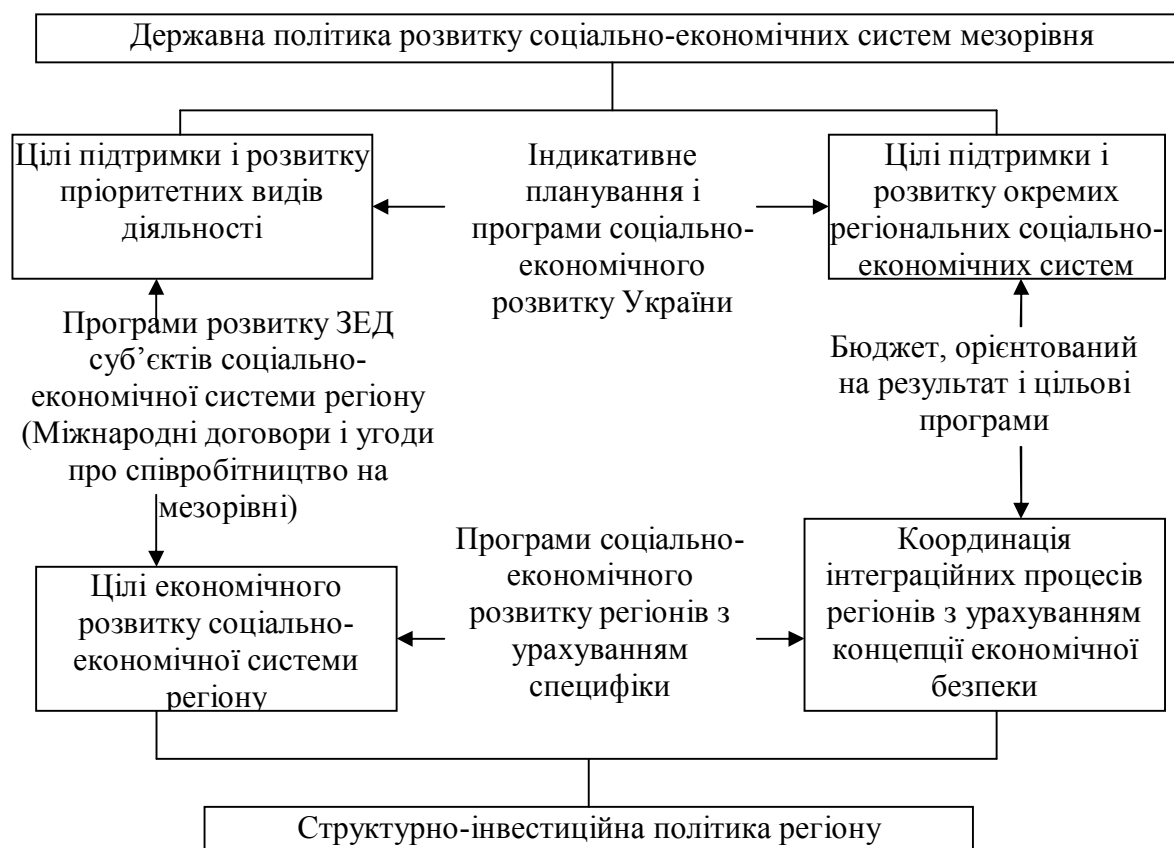 Державна політика розвитку соціально-економічних систем мезорівня
Цілі підтримки і розвитку
пріоритетних видів
діяльності
Індикативне
планування і
програми соціально-
економічного
розвитку України
Цілі підтримки і
розвитку окремих
регіональних соціально-
економічних систем
Програми розвитку ЗЕД
суб’єктів соціально-
економічної системи регіону
(Міжнародні договори і угоди
про співробітництво на
мезорівні)
Бюджет, орієнтований
на результат і цільові
програми
Цілі економічного
розвитку соціально-
економічної системи
регіону
Програми соціально-
економічного
розвитку регіонів з
урахуванням
специфіки
Координація
інтеграційних процесів
регіонів з урахуванням
концепції економічної
безпеки
Структурно-інвестиційна політика регіону